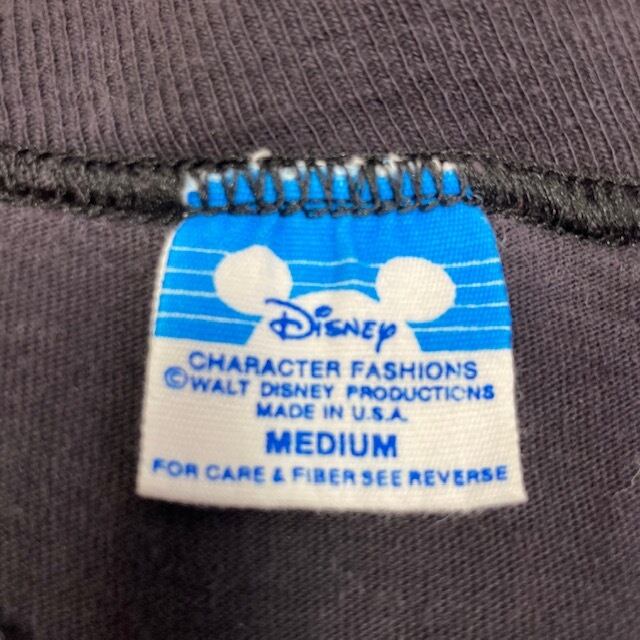 Disney
CHARACTER FASHIONS
©WALT DISNEY PRODUCTIONS
MADE IN U.S.A.
MEDIUM
FOR CARE & FIBER SEE REVERSE